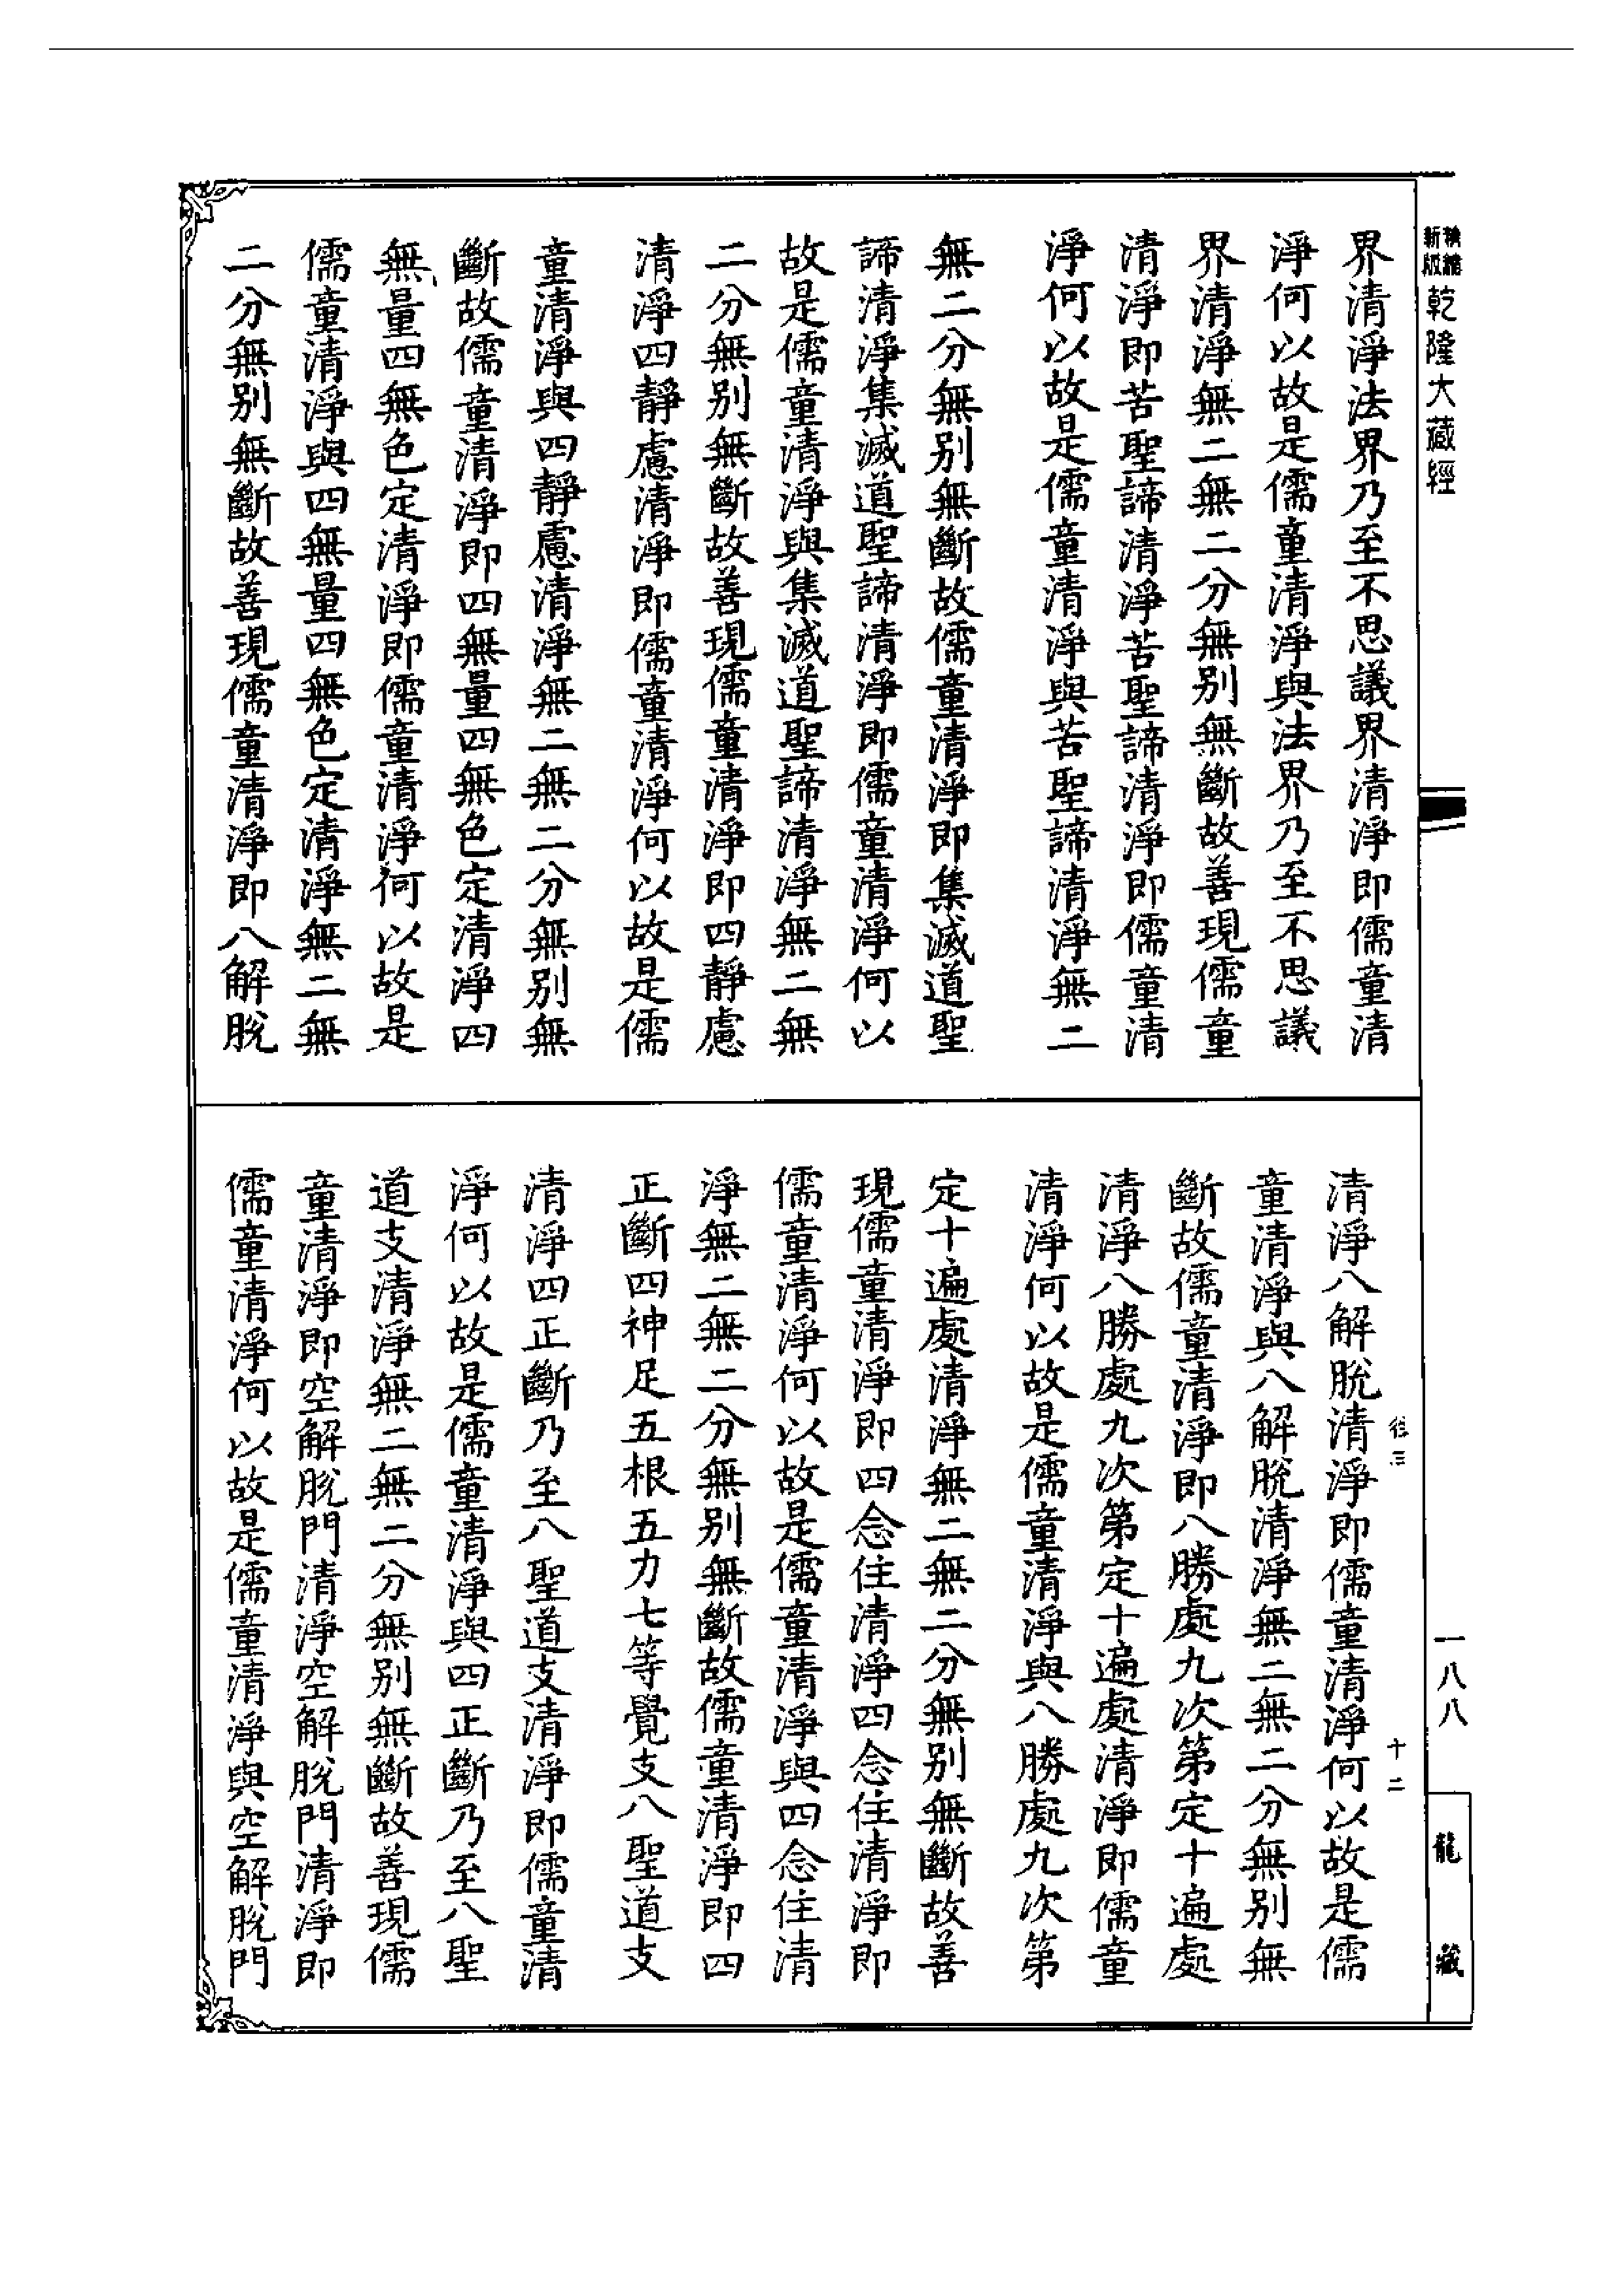 新版
乾隆大藏經
界清淨法界乃至不思議界清淨即儒童清
淨何以故是儒童清淨與法界乃至不思議
界清淨無二無二分無别無斷故善現儒童
清淨即苦聖諦清淨苦聖諦清淨即儒童清
淨何以故是儒童清淨與苦聖諦清淨無二
無二分無别無斷故儒童清淨即集滅道聖
諦清淨集滅道聖諦清淨即儒童清淨何以
故是儒童清淨與集滅道聖諦清淨無二無
二分無别無斷故善現儒童清淨即四靜慮
清淨四靜慮清淨即儒童清淨何以故是儒
童清淨與四靜慮清淨無二無二分無别無
斷故儒童清淨即四無量四無色定清淨四
無量四無色定清淨即儒童清淨何以故是
儒童清淨與四無量四無色定清淨無二無
二分無别無斷故善現儒童清淨即八解脫
清淨八解脫清淨即儒童清淨何以故是儒
童清淨與八解脫清淨無二無二分無别無
斷故儒童清淨即八勝處九次第定十遍處
清淨八勝處九次第定十遍處清淨即儒童
清淨何以故是儒童清淨與八勝處九次第
定十遍處清淨無二無二分無别無斷故善
現儒童清淨即四念住清淨四念住清淨即
儒童清淨何以故是儒童清淨與四念住清
淨無二無二分無别無斷故儒童清淨即四
正斷四神足五根五力七等覺支八聖道支
清淨四正斷乃至八聖道支清淨即儒童清
淨何以故是儒童清淨與四正斷乃至八聖
道支清淨無二無二分無别無斷故善現儒
童清淨即空解脫門清淨空解脫門清淨即
儒童清淨何以故是儒童清淨與空解脫門
十二
一八八
龍藏